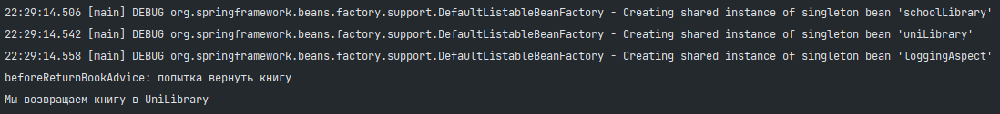 22:29:14.506 [main] DEBUG org.springframework.beans.factory.support.DefaultListableBeanFactory - Creating shared instance of singleton bean 'schoolLibrary'
22:29:14.542 [main] DEBUG org.springframework.beans.factory.support.DefaultListableBeanFactory - Creating shared instance of singleton bean 'uniLibrary'
22:29:14.558 [main] DEBUG org.springframework.beans.factory.support.DefaultListableBeanFactory - Creating shared instance of singleton bean 'loggingAspect'
beforeReturnBookAdvice: попытка вернуть книгу
Мы возвращаем книгу в UniLibrary